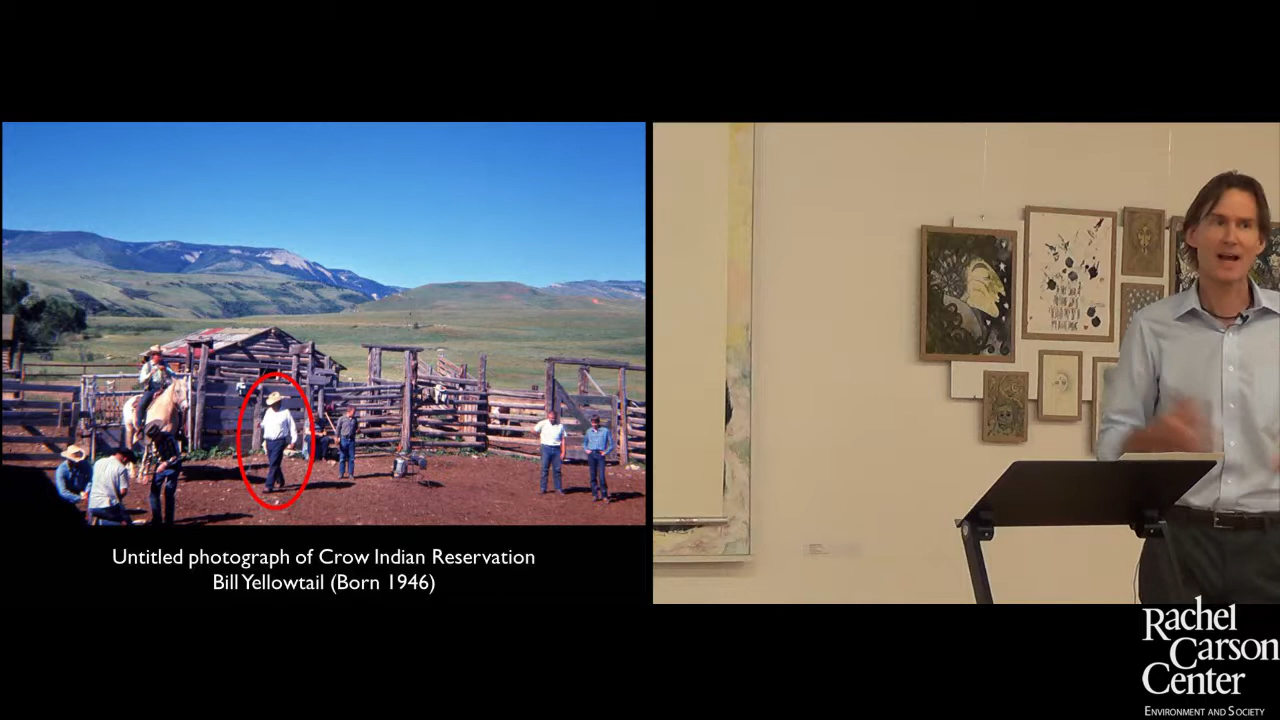 Untitled photograph of Crow Indian Reservation
Bill Yellowtail (Born 1946)
Rachel
Carson
Center
ENVIRONMENT AND SOCIETY